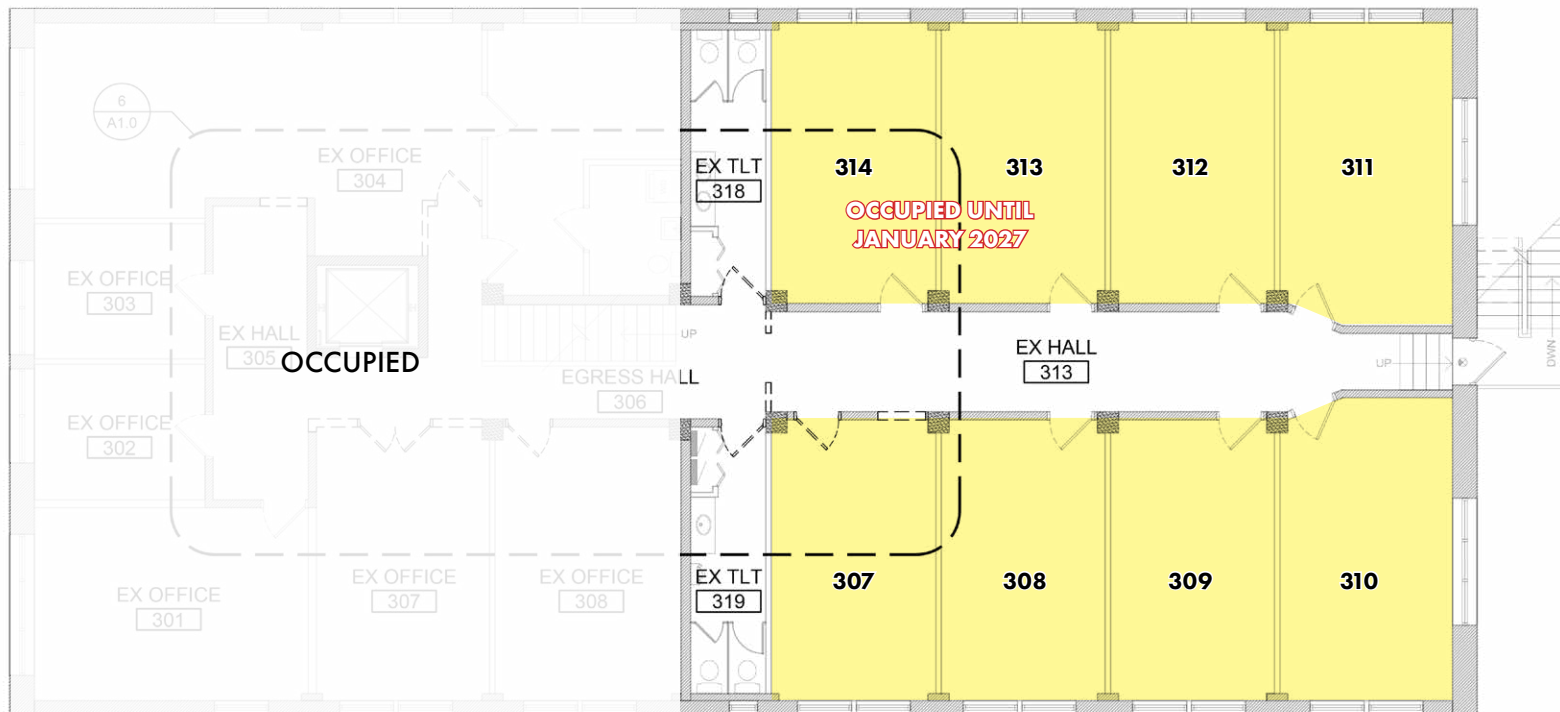 6
A1.0
EX OFFICE
304
EX TLT
318
314
313
312
311
OCCUPIED UNTIL
JANUARY 2027
EX OFFICE
303
EX HALL
305
OCCUPIED
UP
EGRESS HALL
306
EX HALL
313
UP
DWN
EX OFFICE
302
EX OFFICE
301
EX OFFICE
307
EX OFFICE
308
EX TLT
319
307
308
309
310